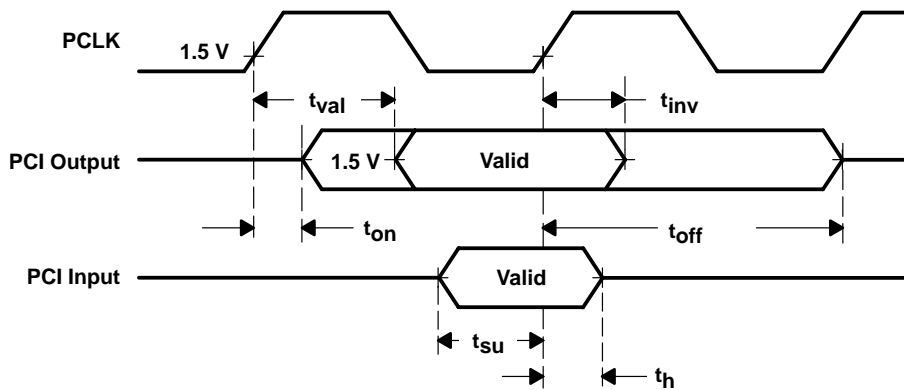 PCLK
1.5 V
tval
tinv
PCI Output
1.5 V
Valid
ton
toff
PCI Input
Valid
tsu
th